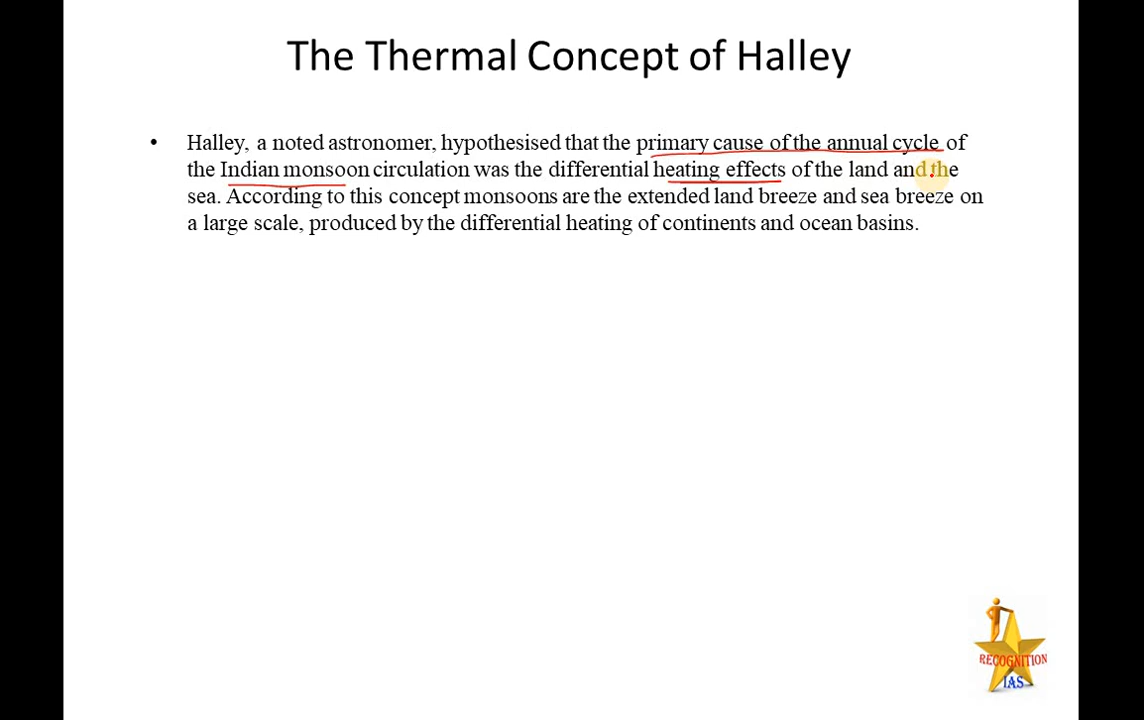 The Thermal Concept of Halley
• Halley, a noted astronomer, hypothesised that the primary cause of the annual cycle of
the Indian monsoon circulation was the differential heating effects of the land and the
sea. According to this concept monsoons are the extended land breeze and sea breeze on
a large scale, produced by the differential heating of continents and ocean basins.
RECOGNITION
IAS